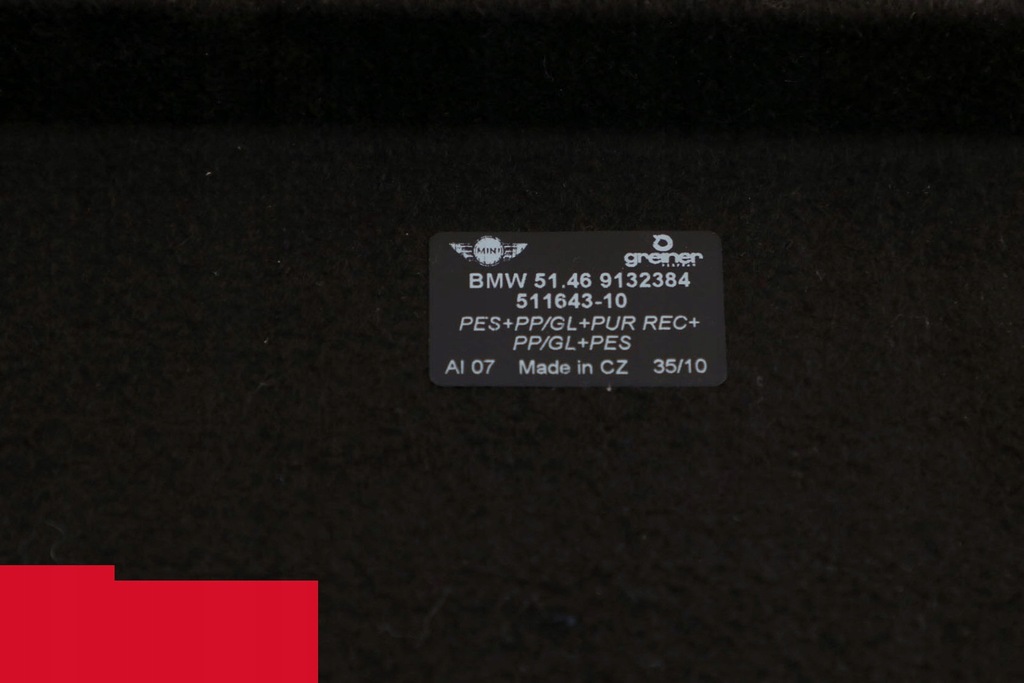 MINI greiner
BMW 51.46 9132384
511643-10
PES+PP/GL+PUR REC+
PP/GL+PES
AI 07 Made in CZ 35/10